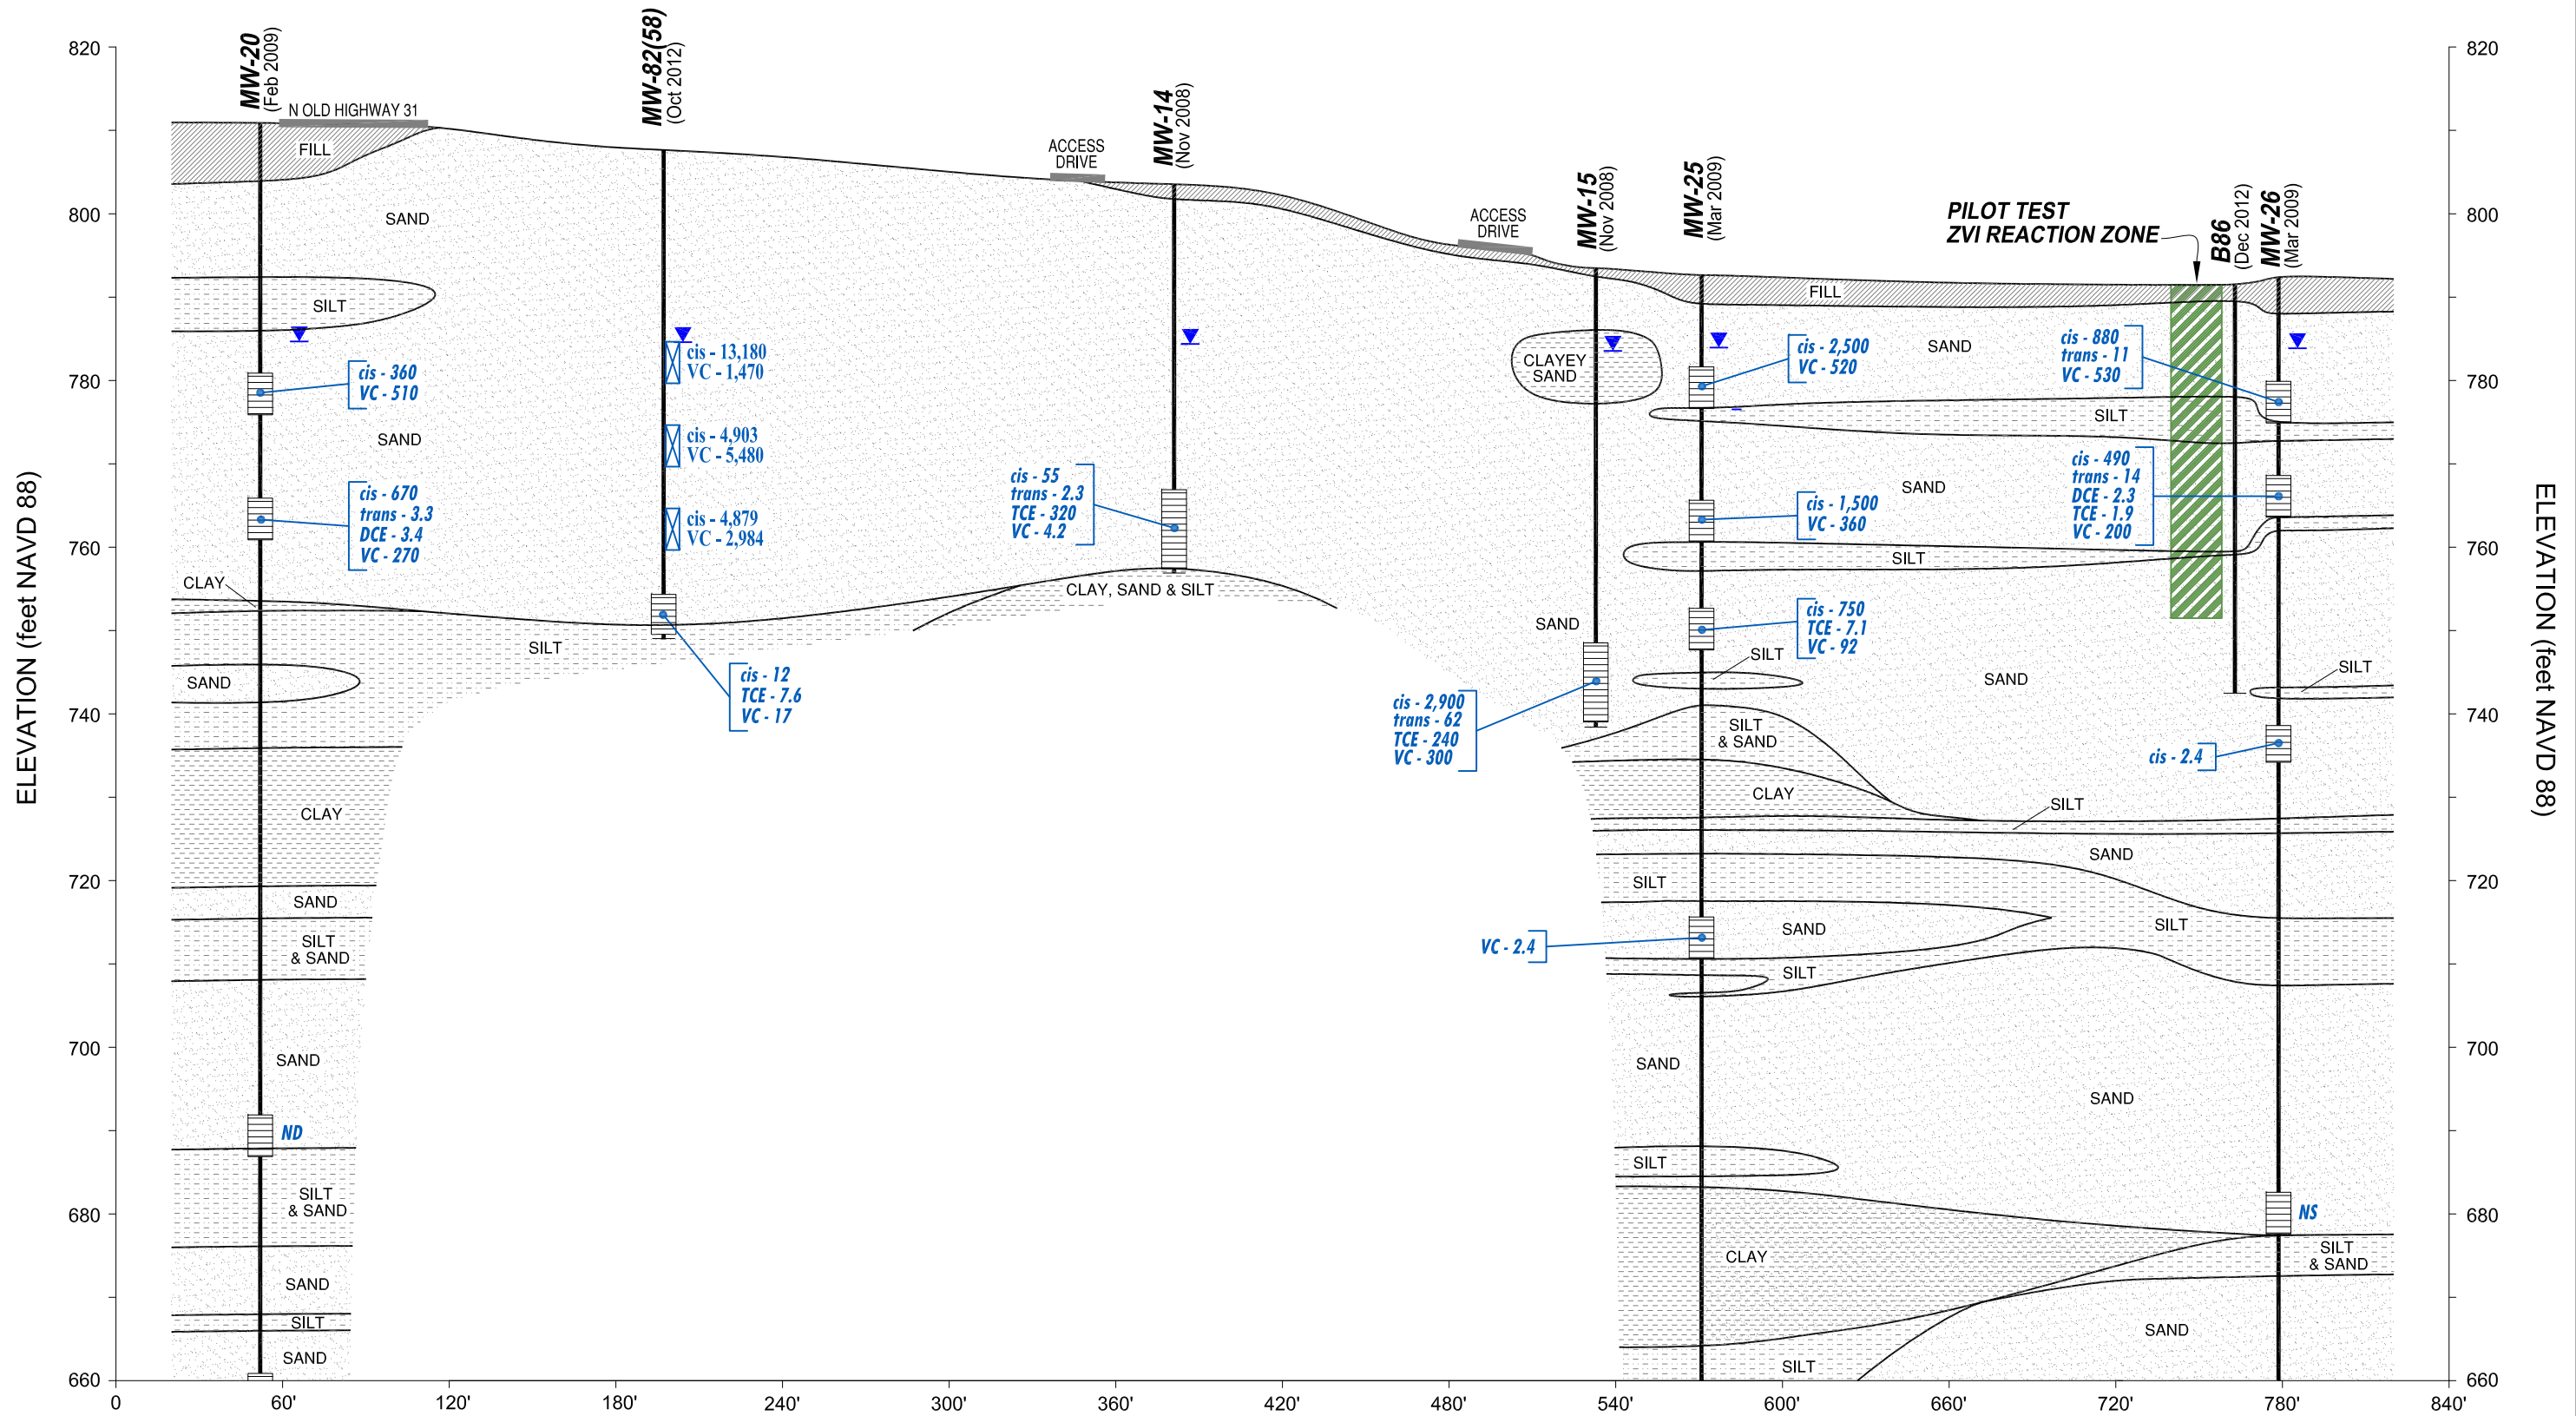 MW-20
(Feb 2009)
MW-82(58)
(Oct 2012)
MW-14
(Nov 2008)
MW-15
(Nov 2008)
MW-25
(Mar 2009)
B86
(Dec 2012)
MW-26
(Mar 2009)
PILOT TEST
ZVI REACTION ZONE
N OLD HIGHWAY 31
ACCESS
DRIVE
ACCESS
DRIVE
ELEVATION (feet NAVD 88)
820
800
780
760
740
720
700
680
660
FILL
SAND
SILT
cis - 360
VC - 510
SAND
cis - 670
trans - 3.3
DCE - 3.4
VC - 270
CLAY
SILT
SAND
CLAY
SAND
SILT
& SAND
SAND
ND
SILT
& SAND
SAND
SILT
SAND
cis - 13,180
VC - 1,470
cis - 4,903
VC - 5,480
cis - 4,879
VC - 2,984
cis - 12
TCE - 7.6
VC - 17
cis - 55
trans - 2.3
TCE - 320
VC - 4.2
CLAY, SAND & SILT
CLAYEY
SAND
SAND
cis - 2,900
trans - 62
TCE - 240
VC - 300
FILL
cis - 2,500
VC - 520
SAND
SILT
cis - 1,500
VC - 360
SAND
SILT
cis - 750
TCE - 7.1
VC - 92
SILT
SAND
SILT
& SAND
CLAY
SILT
SAND
SILT
SAND
SILT
VC - 2.4
SILT
SAND
SAND
SILT
CLAY
SILT
SAND
cis - 880
trans - 11
VC - 530
cis - 490
trans - 14
DCE - 2.3
TCE - 1.9
VC - 200
SILT
cis - 2.4
NS
SILT
& SAND
820
800
780
760
740
720
700
680
660
ELEVATION (feet NAVD 88)
0 60' 120' 180' 240' 300' 360' 420' 480' 540' 600' 660' 720' 780' 840'